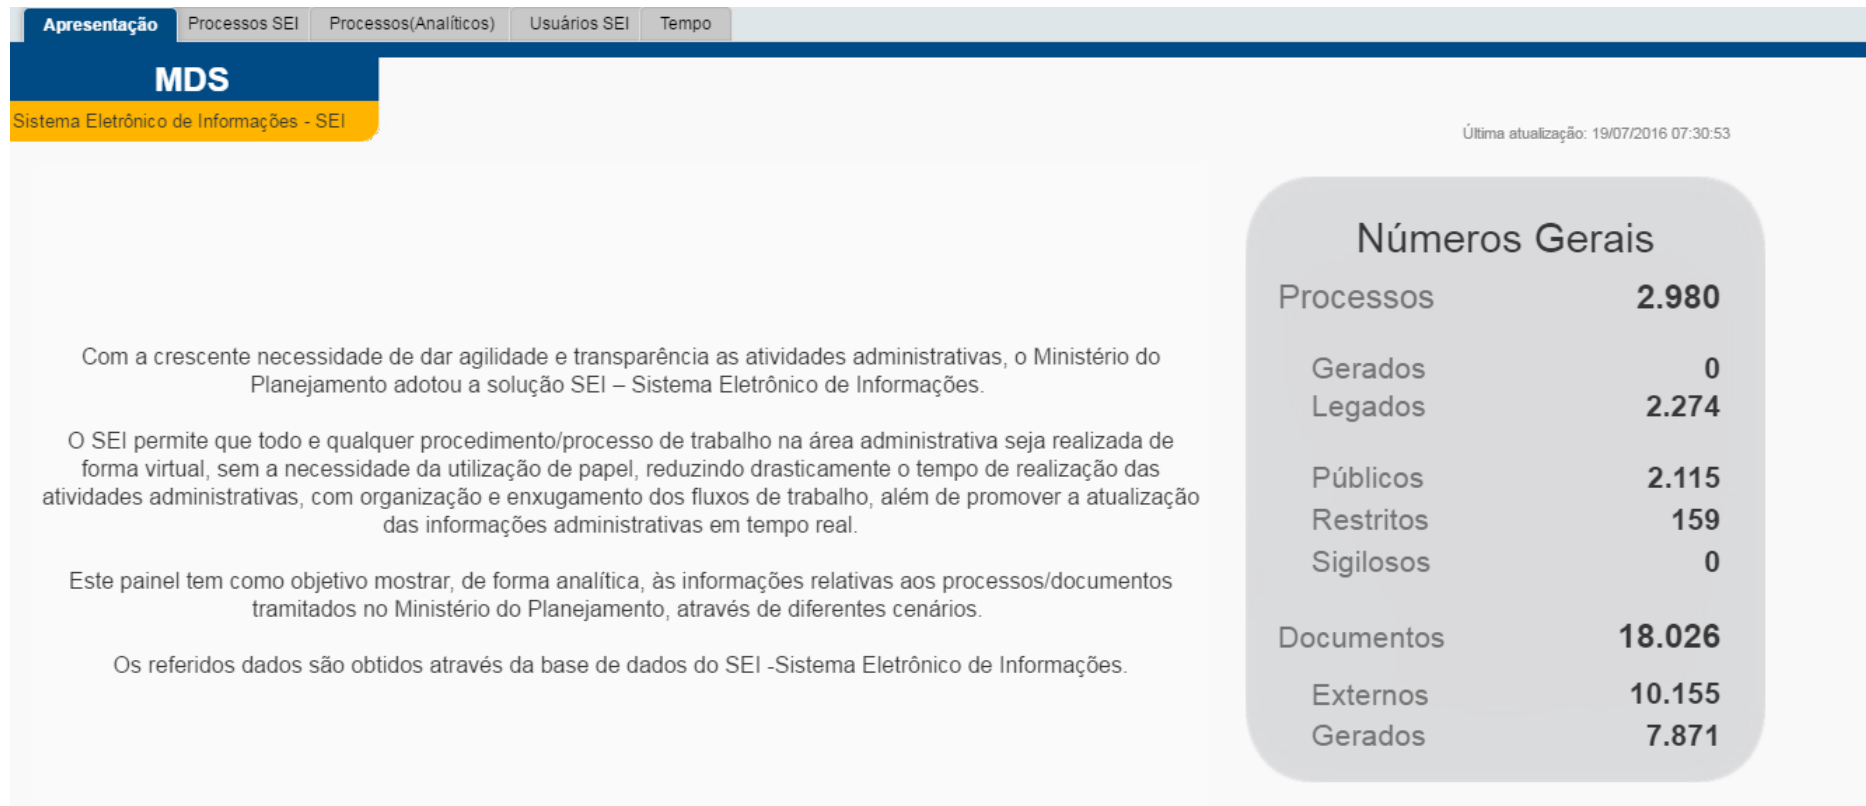 Apresentação Processos SEI Processos(Analíticos) Usuários SEI Tempo
MDS
Sistema Eletrônico de Informações - SEI
Última atualização: 19/07/2016 07:30:53
Com a crescente necessidade de dar agilidade e transparência as atividades administrativas, o Ministério do
Planejamento adotou a solução SEI – Sistema Eletrônico de Informações.
O SEI permite que todo e qualquer procedimento/processo de trabalho na área administrativa seja realizada de
forma virtual, sem a necessidade da utilização de papel, reduzindo drasticamente o tempo de realização das
atividades administrativas, com organização e enxugamento dos fluxos de trabalho, além de promover a atualização
das informações administrativas em tempo real.
Este painel tem como objetivo mostrar, de forma analítica, às informações relativas aos processos/documentos
tramitados no Ministério do Planejamento, através de diferentes cenários.
Os referidos dados são obtidos através da base de dados do SEI -Sistema Eletrônico de Informações.
Números Gerais
Processos 2.980
Gerados 0
Legados 2.274
Públicos 2.115
Restritos 159
Sigilosos 0
Documentos 18.026
Externos 10.155
Gerados 7.871